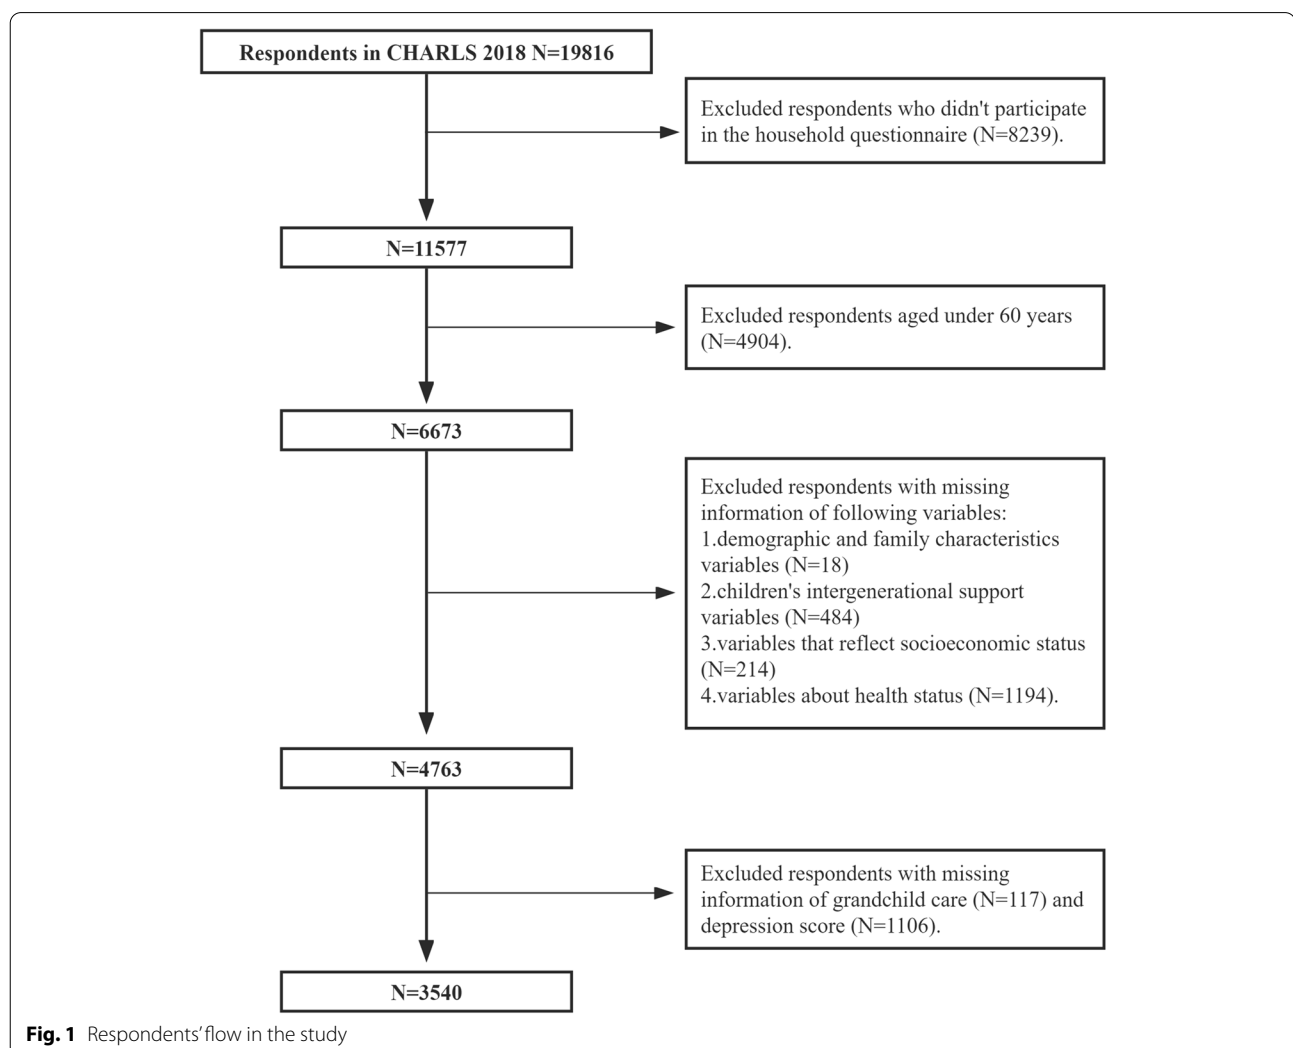 Respondents in CHARLS 2018 N=19816
Excluded respondents who didn't participate
in the household questionnaire (N=8239).
N=11577
Excluded respondents aged under 60 years
(N=4904).
N=6673
Excluded respondents with missing
information of following variables:
1.demographic and family characteristics
variables (N=18)
2.children's intergenerational support
variables (N=484)
3.variables that reflect socioeconomic status
(N=214)
4.variables about health status (N=1194).
N=4763
Excluded respondents with missing
information of grandchild care (N=117) and
depression score (N=1106).
N=3540
Fig. 1 Respondents’ flow in the study